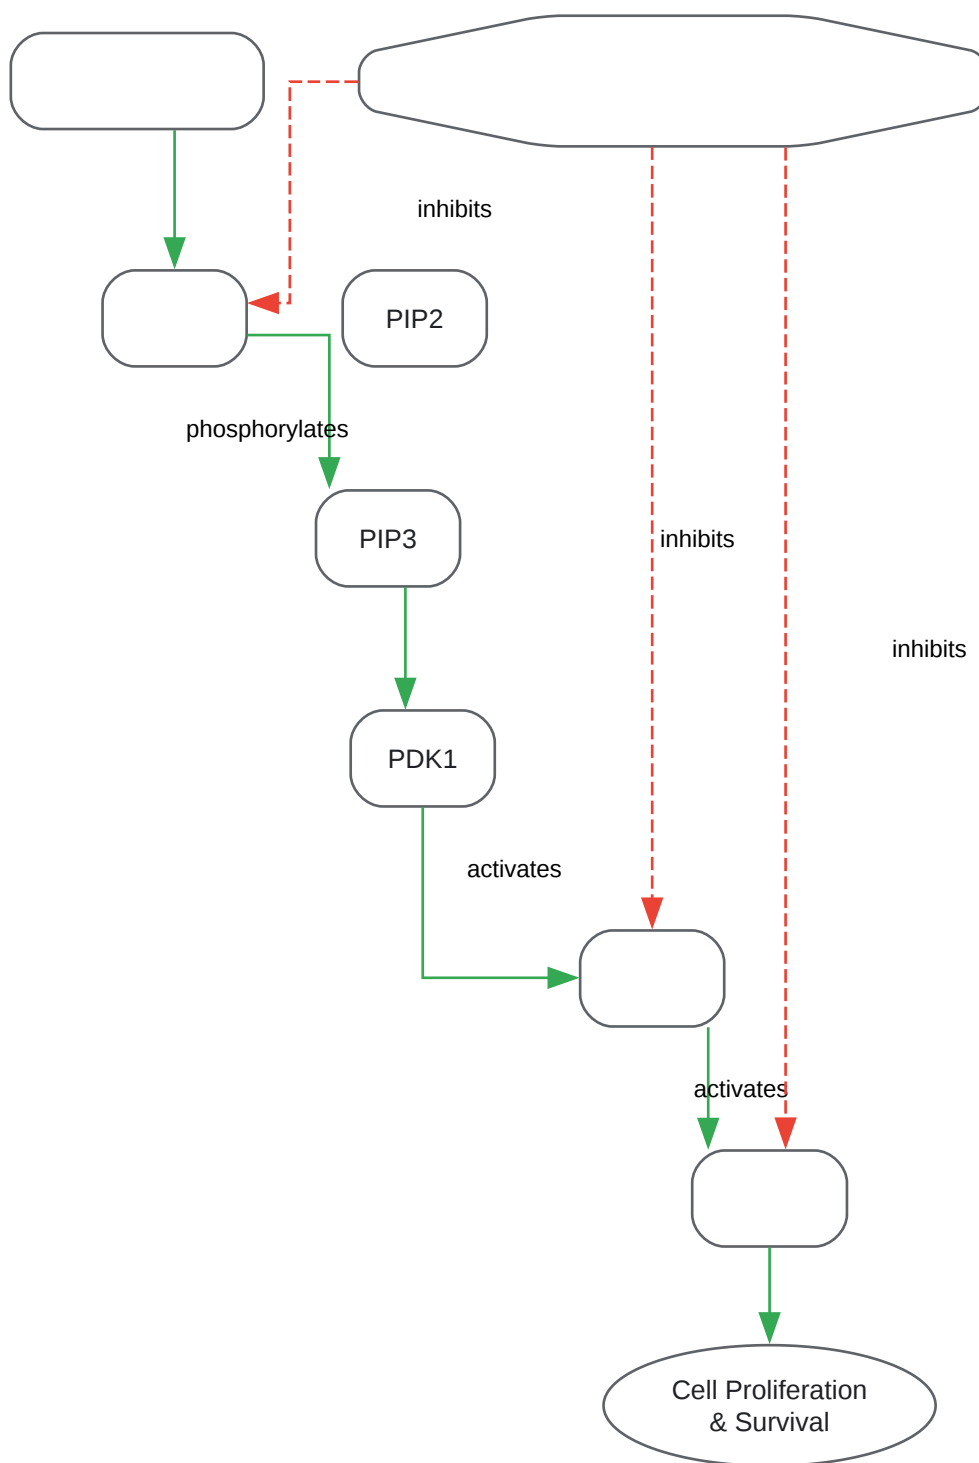 inhibits
PIP2
phosphorylates
PIP3
inhibits
inhibits
PDK1
activates
activates
Cell Proliferation
& Survival